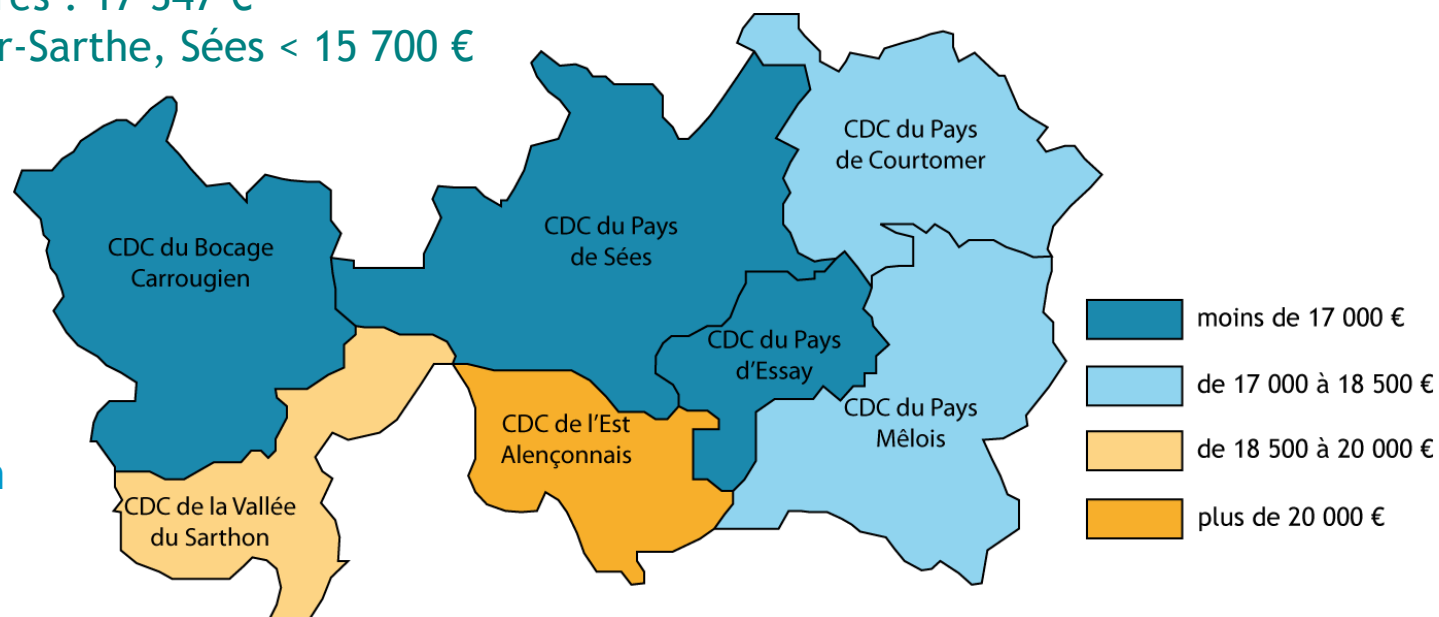 17 347 €
r-Sarthe, Sées < 15 700 €
CDC du Pays
de Courtomer
CDC du Pays
de Sées
CDC du Bocage
Carrougien
moins de 17 000 €
CDC du Pays
d'Essay
de 17 000 à 18 500 €
CDC du Pays
Mêlois
CDC de l'Est
Alençonnais
de 18 500 à 20 000 €
CDC de la Vallée
du Sarthon
plus de 20 000 €